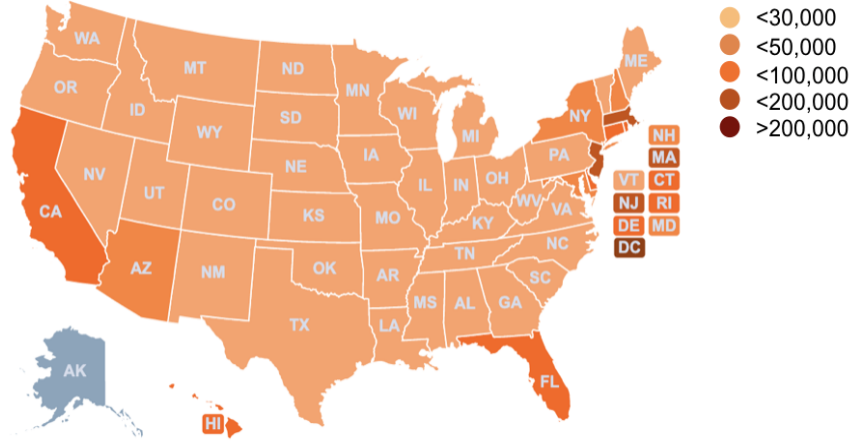 WA
MT
ND
MN
ME
OR
ID
SD
WI
NY
WY
MI
NH
IA
PA
MA
NV
NE
OH
VT CT
UT
IL
IN
CO
WV
NJ RI
CA
KS
MO
KY
VA
DE MD
NC
DC
AZ
NM
OK
TN
AR
SC
MS
AL
GA
TX
LA
AK
FL
HI
<30,000
<50,000
<100,000
<200,000
>200,000